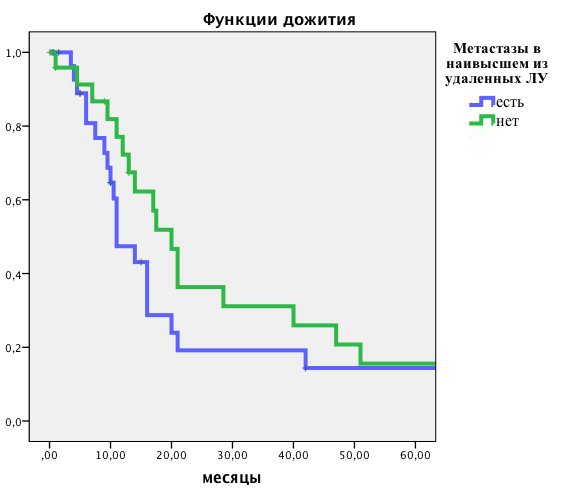 Функции дожития
Метастазы в
наивысшем из
удаленных ЛУ
есть
нет
1,0
0,8
0,6
0,4
0,2
0,0
,00 10,00 20,00 30,00 40,00 50,00 60,00
месяцы